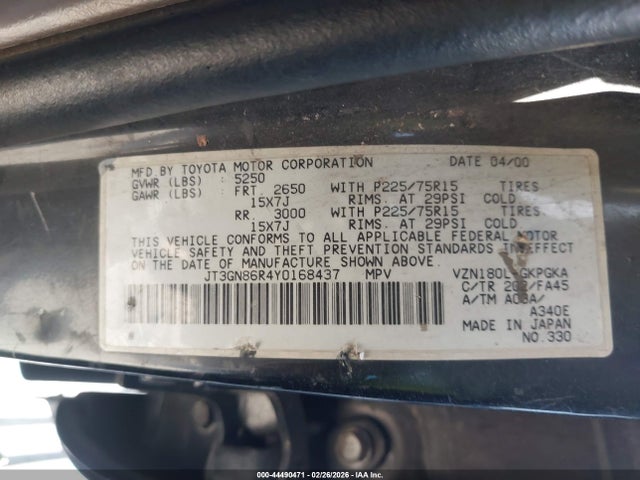 MFD.BY TOYOTA MOTOR CORPORATION DATE 04/00
GVWR (LBS) : 5250
GAWR (LBS) : FRT. 2650 WITH P225/75R15 TIRES
15X7J RIMS. AT 29PSI COLD
RR. 3000 WITH P225/75R15 TIRES
15X7J RIMS. AT 29PSI COLD
THIS VEHICLE CONFORMS TO ALL APPLICABLE FEDERAL MOTOR
VEHICLE SAFETY AND THEFT PREVENTION STANDARDS IN EFFECT
ON THE DATE OF MANUFACTURE SHOWN ABOVE.
JT3GN86R4Y0168437 MPV VZN180L-GKPGKA
C/TR 202/FA45
A/TM A03A/
A340E
MADE IN JAPAN
NO.330
000-44490471 - 02/26/2026 - IAAI.COM